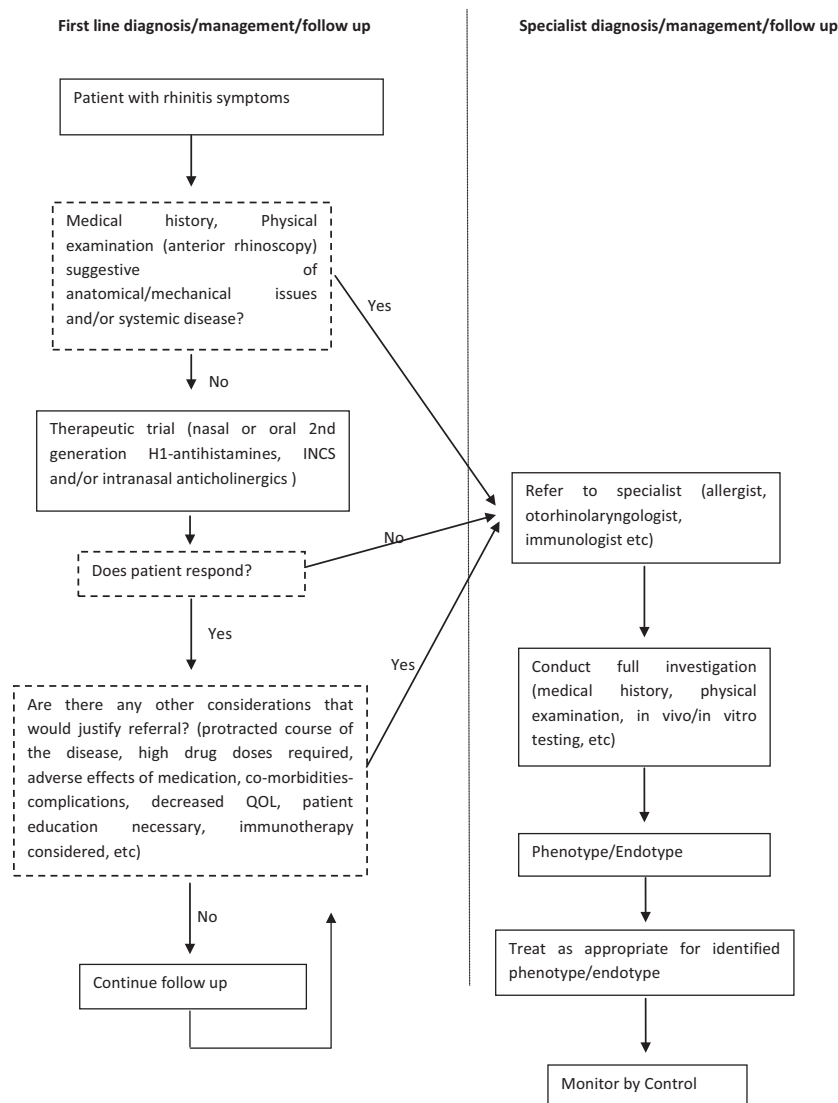 First line diagnosis/management/follow up
Specialist diagnosis/management/follow up
Patient with rhinitis symptoms
Medical history, Physical
examination (anterior rhinoscopy)
suggestive of
anatomical/mechanical issues
and/or systemic disease?
Yes
No
Therapeutic trial (nasal or oral 2nd
generation H1-antihistamines, INCS
and/or intranasal anticholinergics )
No
Does patient respond?
Yes
Yes
Are there any other considerations that
would justify referral? (protracted course of
the disease, high drug doses required,
adverse effects of medication, co-morbidities-
complications, decreased QOL, patient
education necessary, immunotherapy
considered, etc)
No
Continue follow up
Refer to specialist (allergist,
otorhinolaryngologist,
immunologist etc)
Conduct full investigation
(medical history, physical
examination, in vivo/in vitro
testing, etc)
Phenotype/Endotype
Treat as appropriate for identified
phenotype/endotype
Monitor by Control